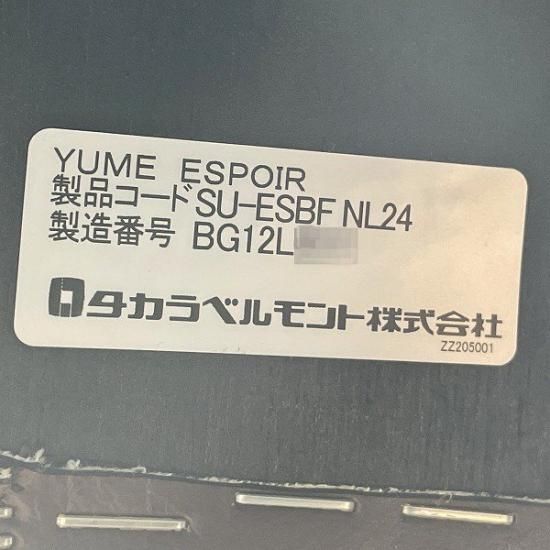 YUME ESPOIR
製品コード SU-ESBF NL24
製造番号 BG12L
タカラベルモント株式会社
ZZ205001